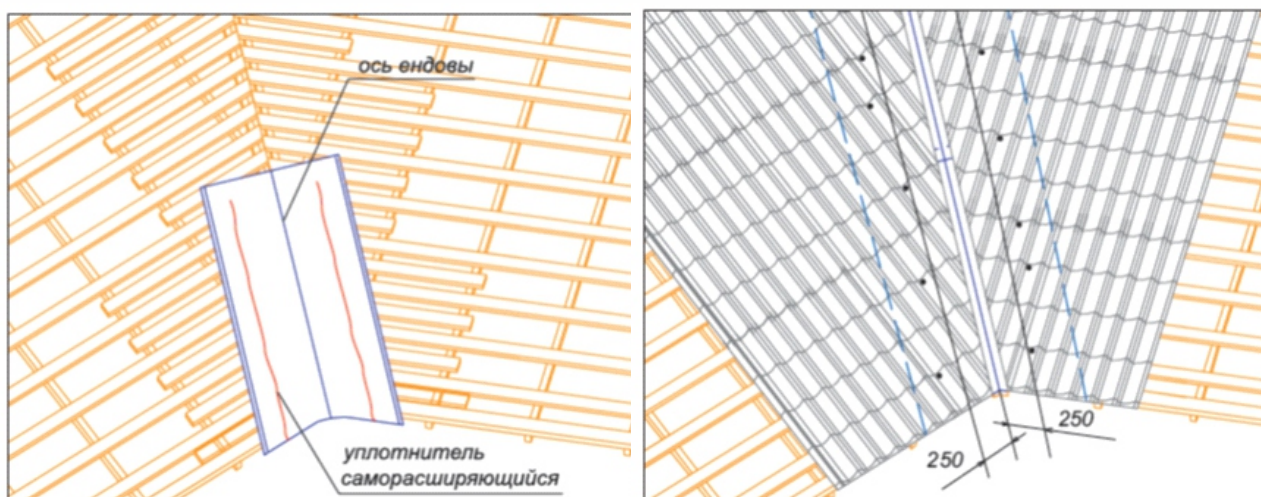 ось ендовы
уплотнитель
саморасширяющийся
250
250